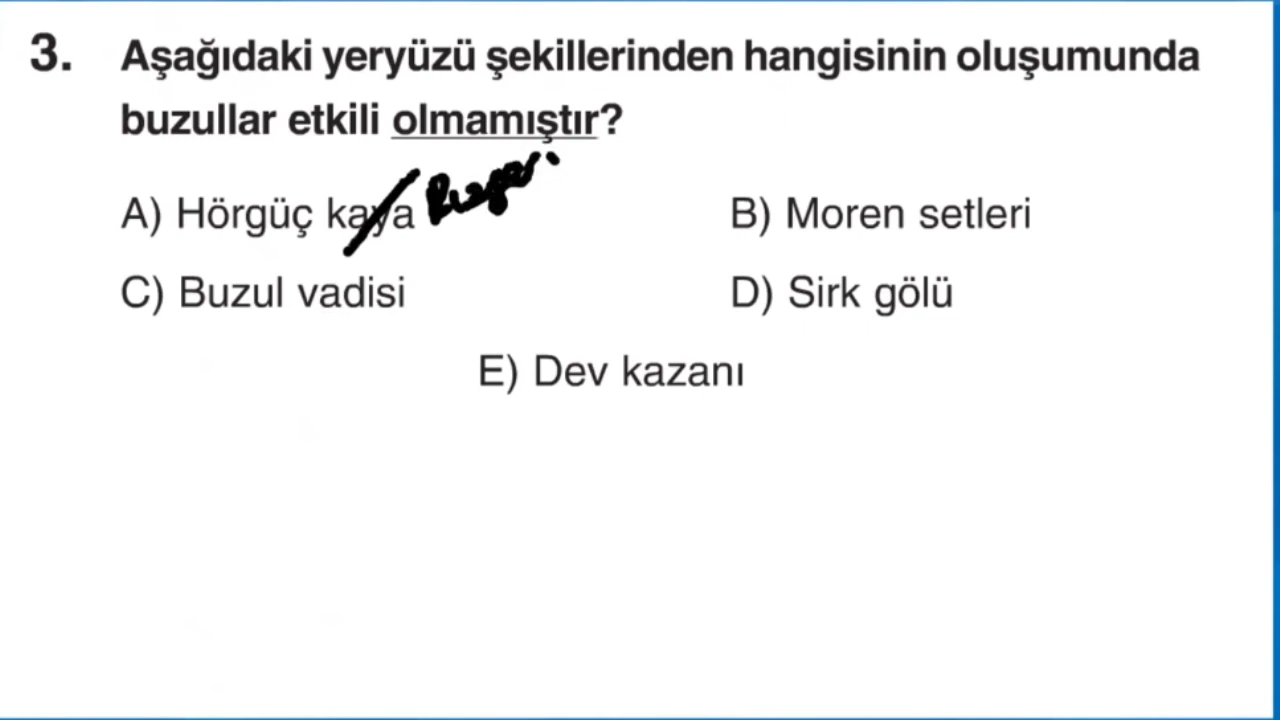 3. Aşağıdaki yeryüzü şekillerinden hangisinin oluşumunda
buzullar etkili olmamıştır?
A) Hörgüç kaya
B) Moren setleri
C) Buzul vadisi
D) Sirk gölü
E) Dev kazanı